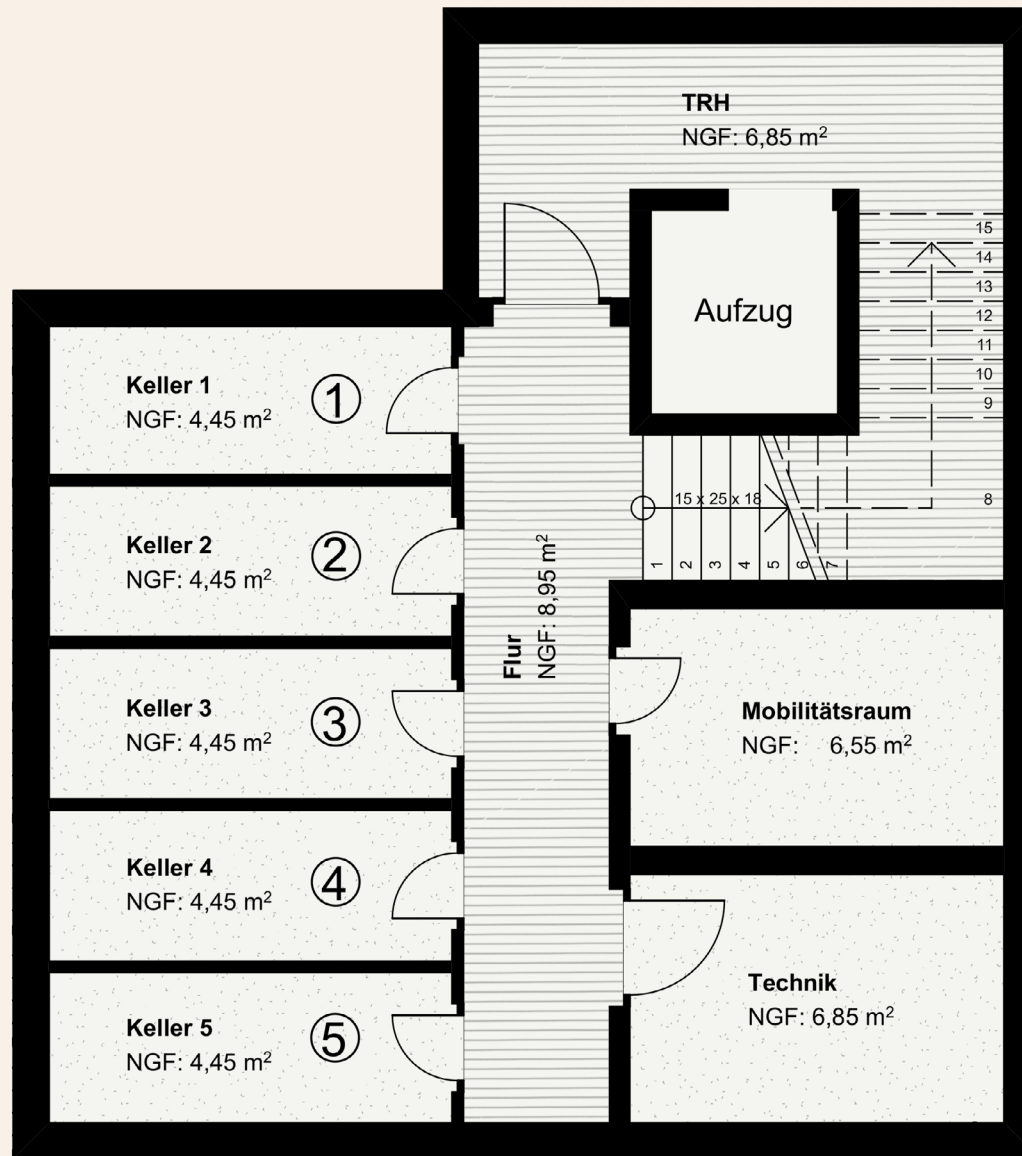 TRH
NGF: 6,85 m²
Aufzug
15
14
13
12
11
10
9
8
15 x 25 x 18
1
2
3
4
5
6
7
Keller 1
NGF: 4,45 m²
1
Keller 2
NGF: 4,45 m²
2
Keller 3
NGF: 4,45 m²
3
Keller 4
NGF: 4,45 m²
4
Keller 5
NGF: 4,45 m²
5
Flur
NGF: 8,95 m²
Mobilitätsraum
NGF: 6,55 m²
Technik
NGF: 6,85 m²